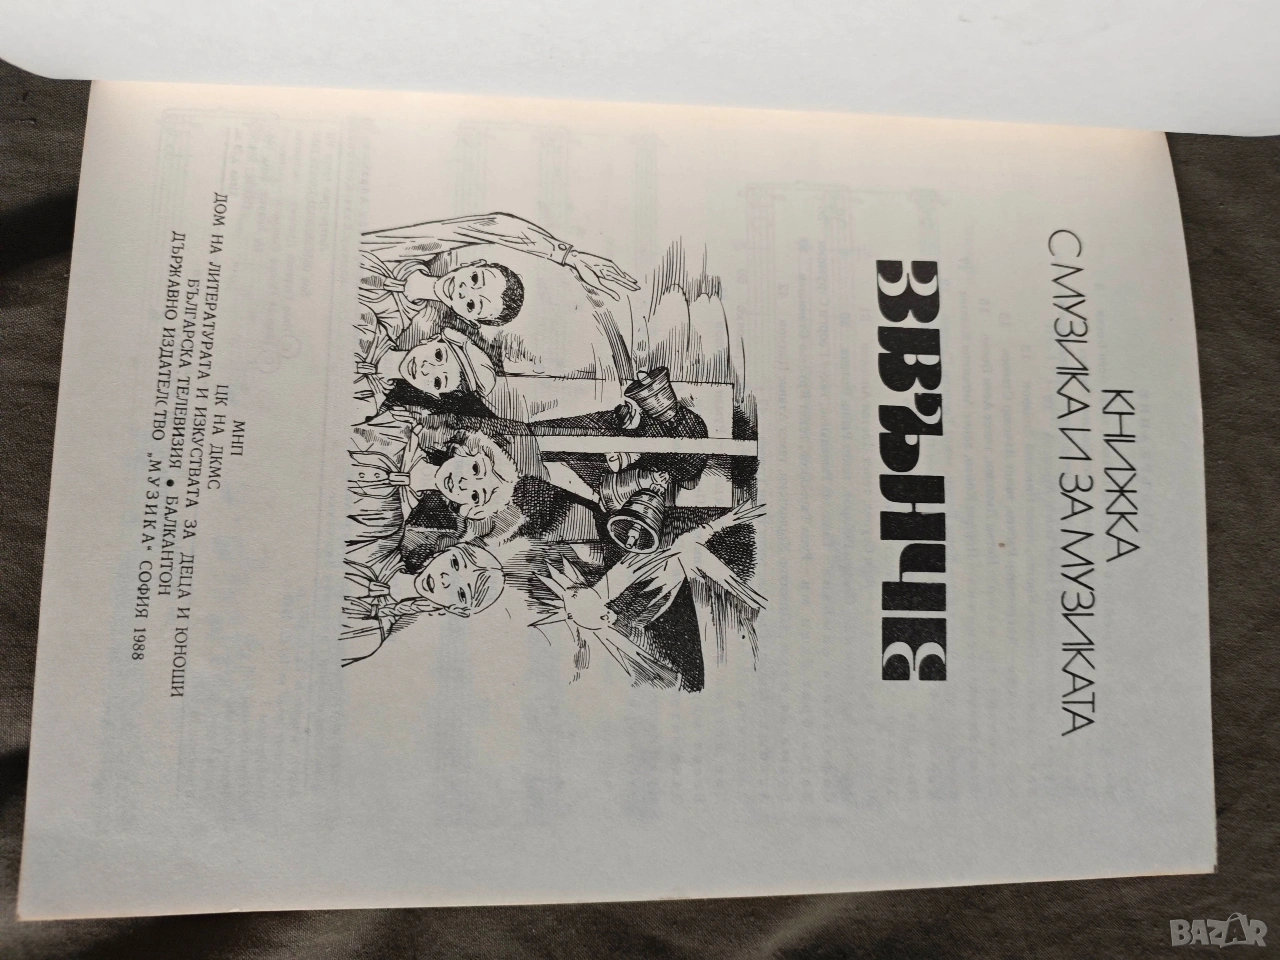 КНИЖКА
С МУЗИКА И ЗА МУЗИКАТА
ЗВЪНЧЕ
МНП
ЦК НА ДКМС
ДОМ НА ЛИТЕРАТУРАТА И ИЗКУСТВАТА ЗА ДЕЦА И ЮНОШИ
БЪЛГАРСКА ТЕЛЕВИЗИЯ ● БАЛКАНТОН
ДЪРЖАВНО ИЗДАТЕЛСТВО „МУЗИКА“ СОФИЯ 1988
BAZAR